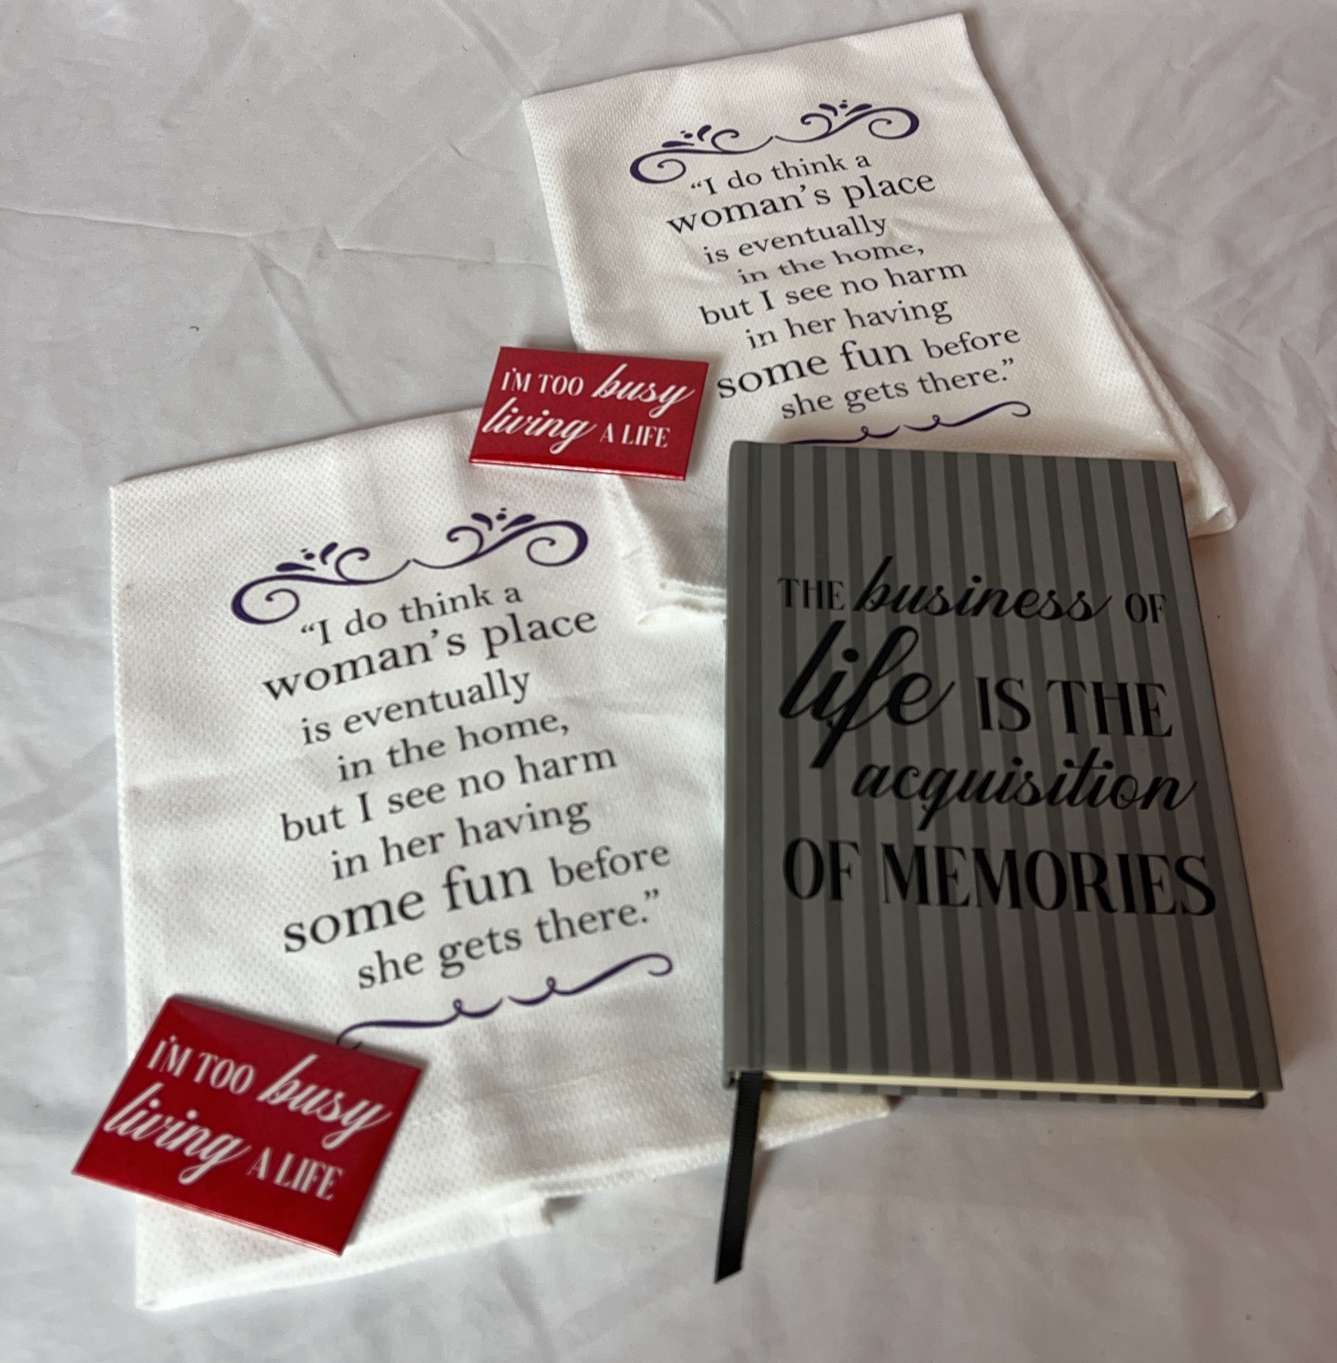 “I do think a
woman’s place
is eventually
in the home,
but I see no harm
in her having
some fun before
she gets there.”
I'M TOO busy
living A LIFE
“I do think a
woman’s place
is eventually
in the home,
but I see no harm
in her having
some fun before
she gets there.”
THE business OF
life IS THE
acquisition
OF MEMORIES
I'M TOO busy
living A LIFE